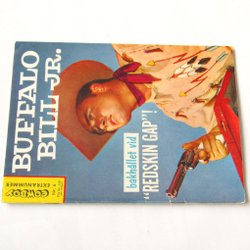 BUFFALO
BILL JR.
bakhållet vid
"REDSKIN GAP"!
COWBOY
EXTRANUMMER